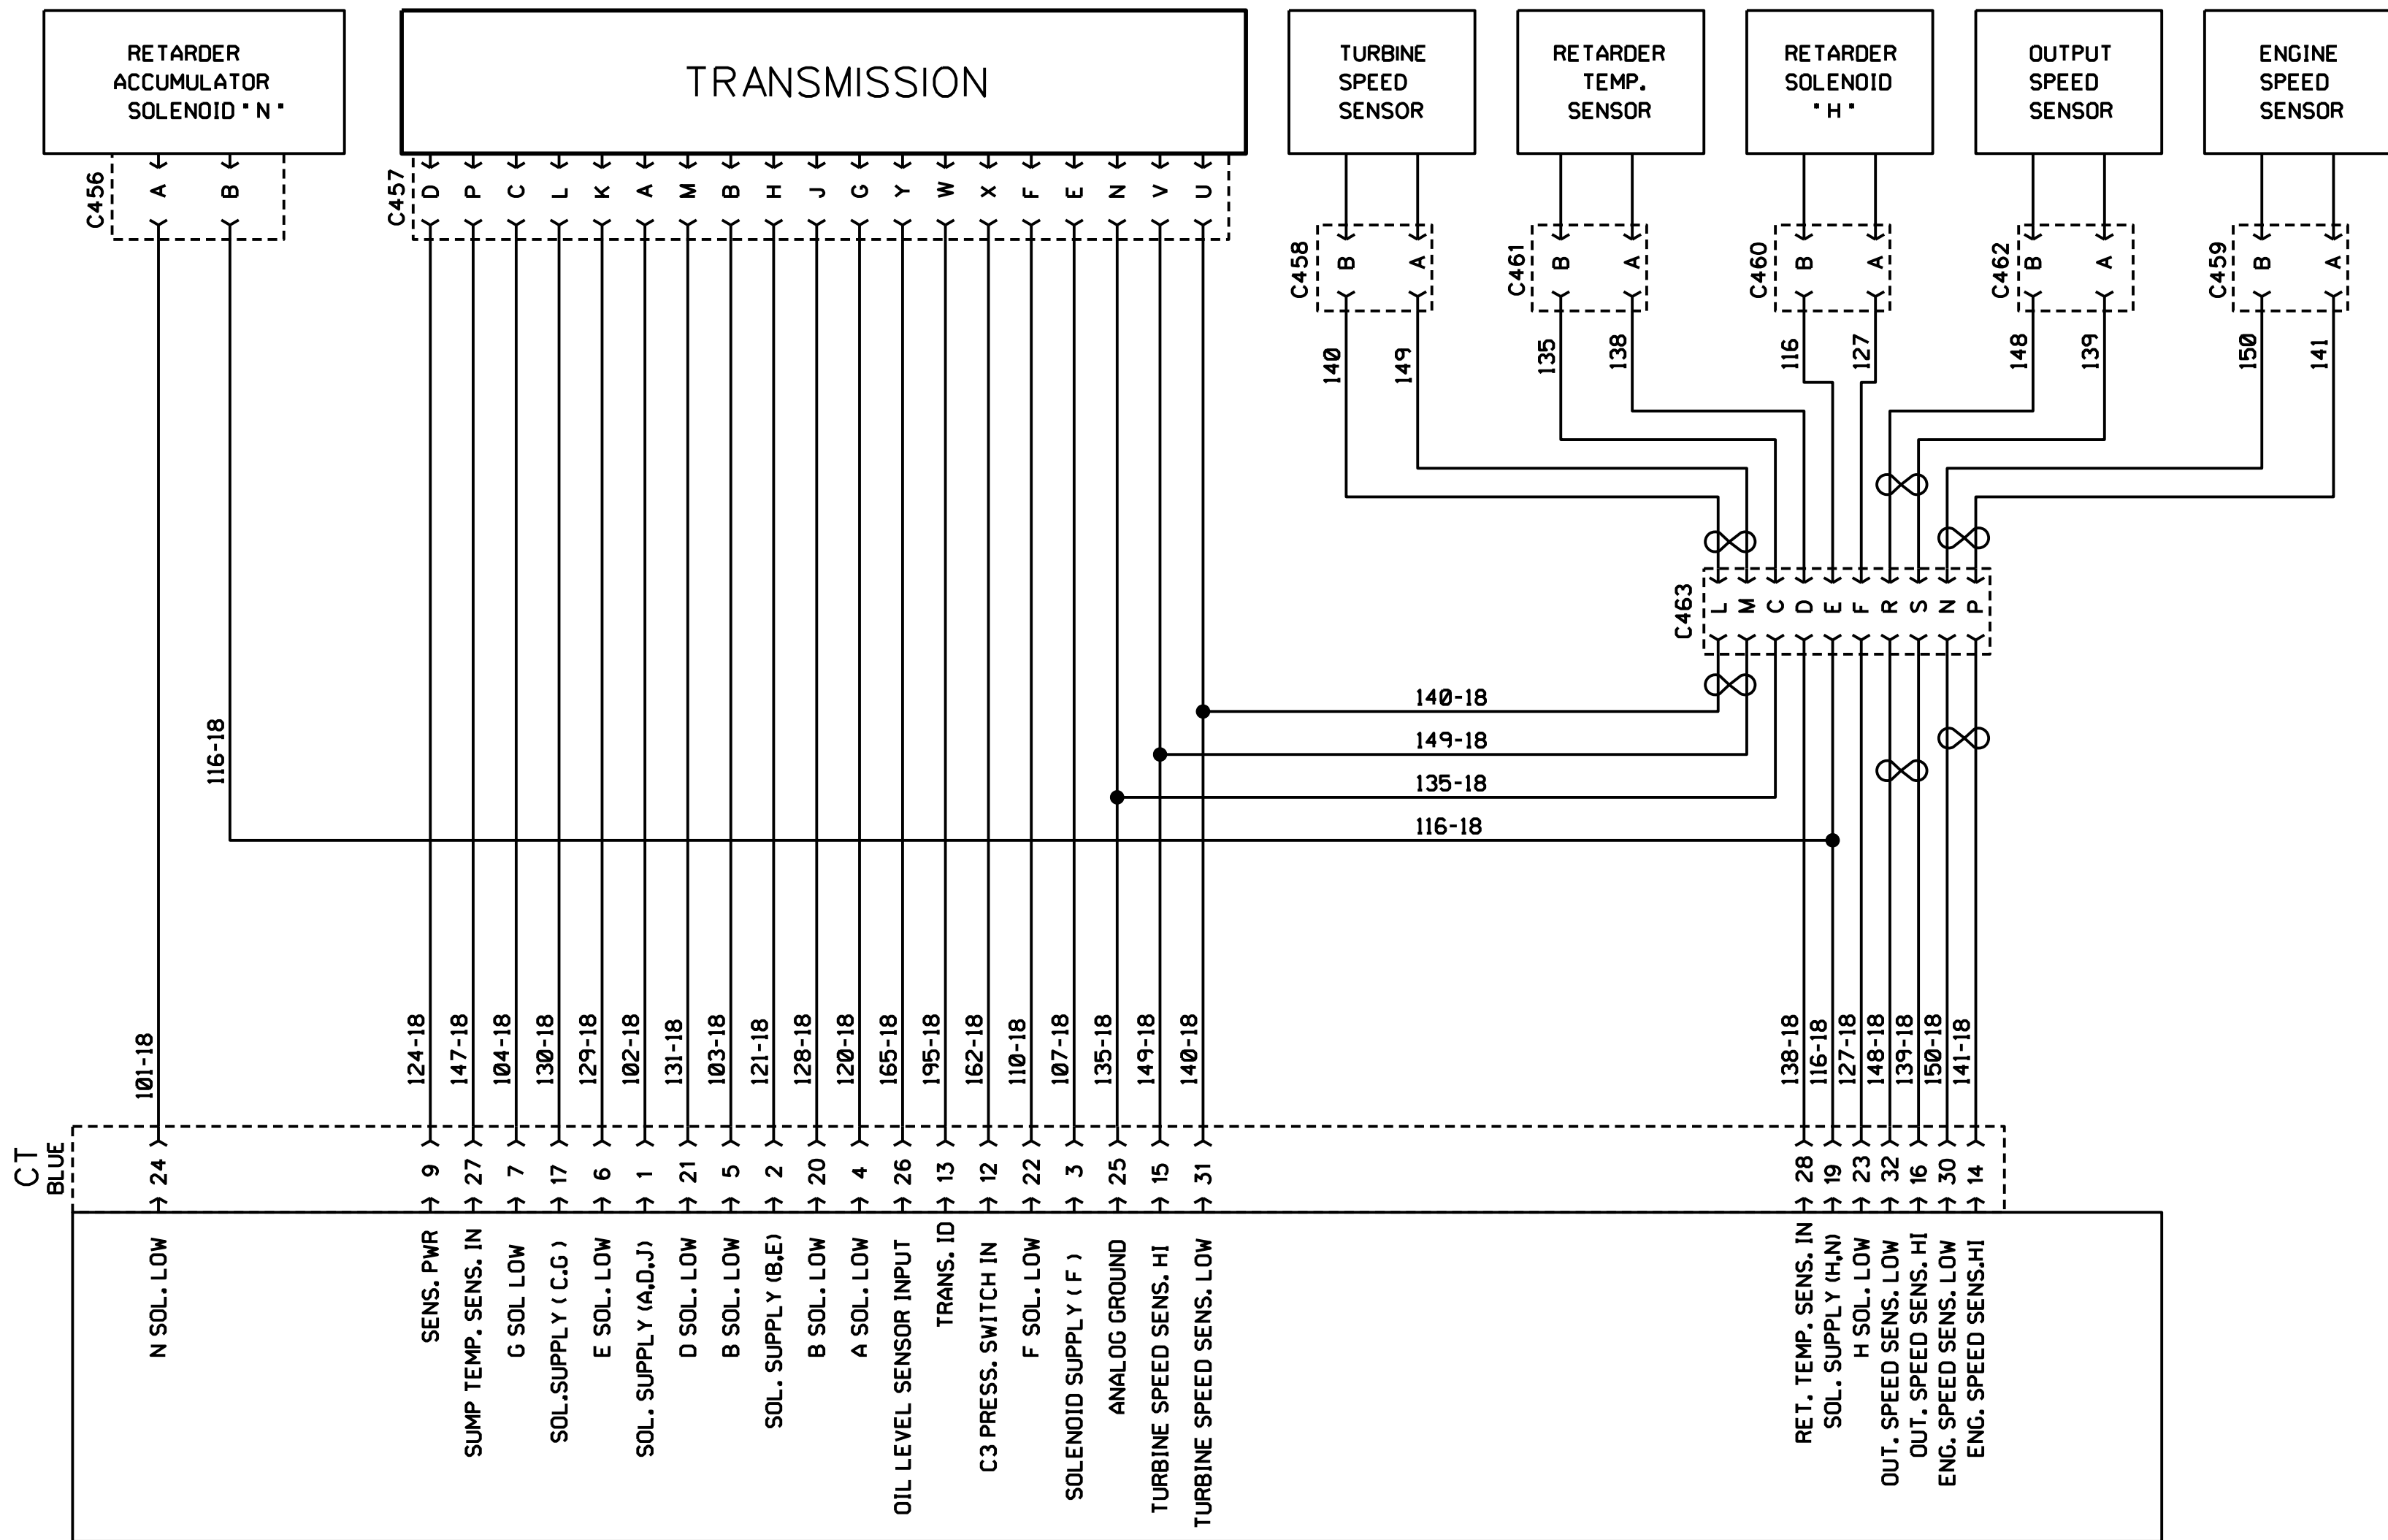 RETARDER
ACCUMULATOR
SOLENOID "N"
TRANSMISSION
TURBINE
SPEED
SENSOR
RETARDER
TEMP.
SENSOR
RETARDER
SOLENOID
"H"
OUTPUT
SPEED
SENSOR
ENGINE
SPEED
SENSOR
C456
A
B
C457
D
P
C
L
K
A
M
B
H
J
G
Y
W
X
F
E
N
V
U
C458
B
A
C461
B
A
C460
B
A
C462
B
A
C459
B
A
140
149
135
138
116
127
148
139
150
141
C463
L
M
C
D
E
F
R
S
N
P
140-18
149-18
135-18
116-18
116-18
101-18
124-18
147-18
104-18
130-18
129-18
102-18
131-18
103-18
121-18
128-18
120-18
165-18
195-18
162-18
110-18
107-18
135-18
149-18
140-18
138-18
116-18
127-18
148-18
139-18
150-18
141-18
CT
BLUE
24
9
27
7
17
6
1
21
5
2
20
4
26
13
12
22
3
25
15
31
28
19
23
32
16
30
14
N SOL. LOW
SENS. PWR
SUMP TEMP. SENS. IN
G SOL LOW
SOL.SUPPLY (C.G)
E SOL. LOW
SOL. SUPPLY (A,D,J)
D SOL. LOW
B SOL. LOW
SOL. SUPPLY (B,E)
B SOL. LOW
A SOL. LOW
OIL LEVEL SENSOR INPUT
TRANS. ID
C3 PRESS. SWITCH IN
F SOL. LOW
SOLENOID SUPPLY (F)
ANALOG GROUND
TURBINE SPEED SENS. HI
TURBINE SPEED SENS. LOW
RET. TEMP. SENS. IN
SOL. SUPPLY (H,N)
H SOL. LOW
OUT. SPEED SENS. LOW
OUT. SPEED SENS. HI
ENG. SPEED SENS. LOW
ENG. SPEED SENS.HI